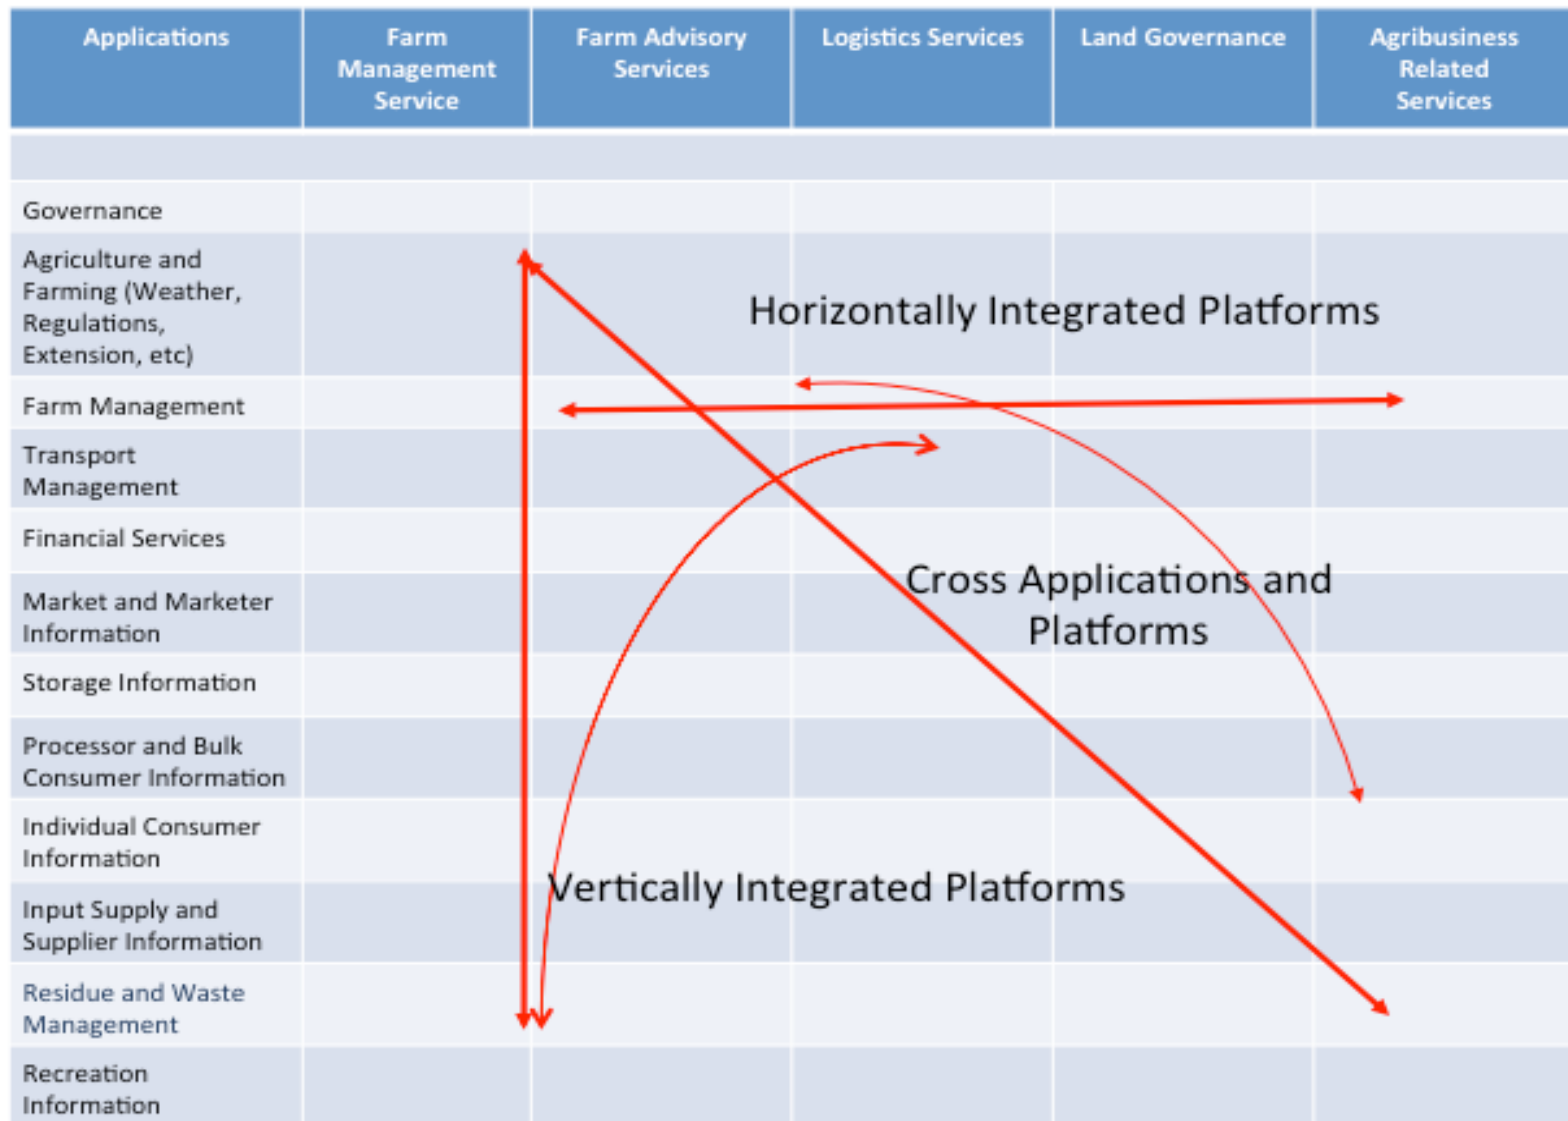 Applications
Farm
Management
Service
Farm Advisory
Services
Logistics Services
Land Governance
Agribusiness
Related
Services
Governance
Agriculture and
Farming (Weather,
Regulations,
Extension, etc)
Horizontally Integrated Platforms
Farm Management
Transport
Management
Financial Services
Cross Applications and
Platforms
Market and Marketer
Information
Storage Information
Processor and Bulk
Consumer Information
Individual Consumer
Information
Vertically Integrated Platforms
Input Supply and
Supplier Information
Residue and Waste
Management
Recreation
Information